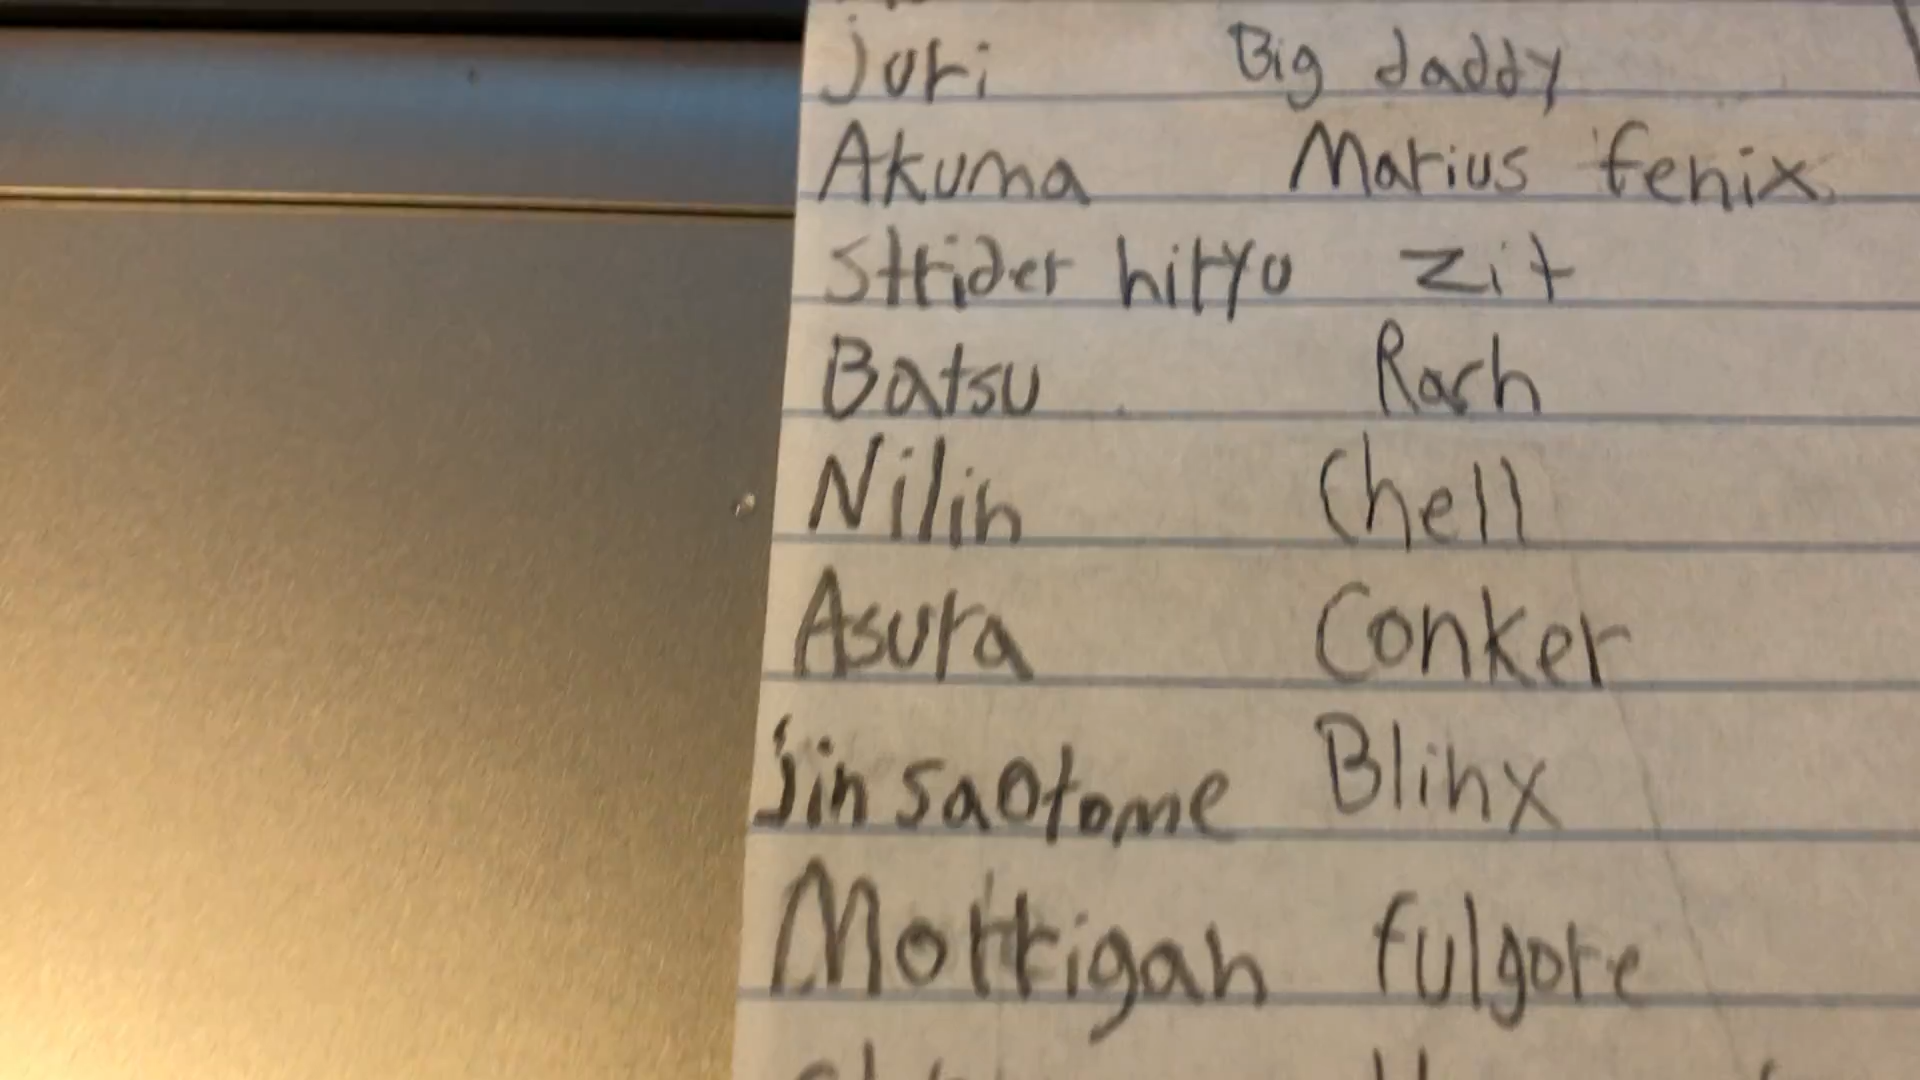 Juri Big daddy
Akuma Marius fenix
Strider hiryu Zit
Batsu Rash
Nilin Chell
Asura Conker
Jin saotome Blinx
Morrigan fulgore